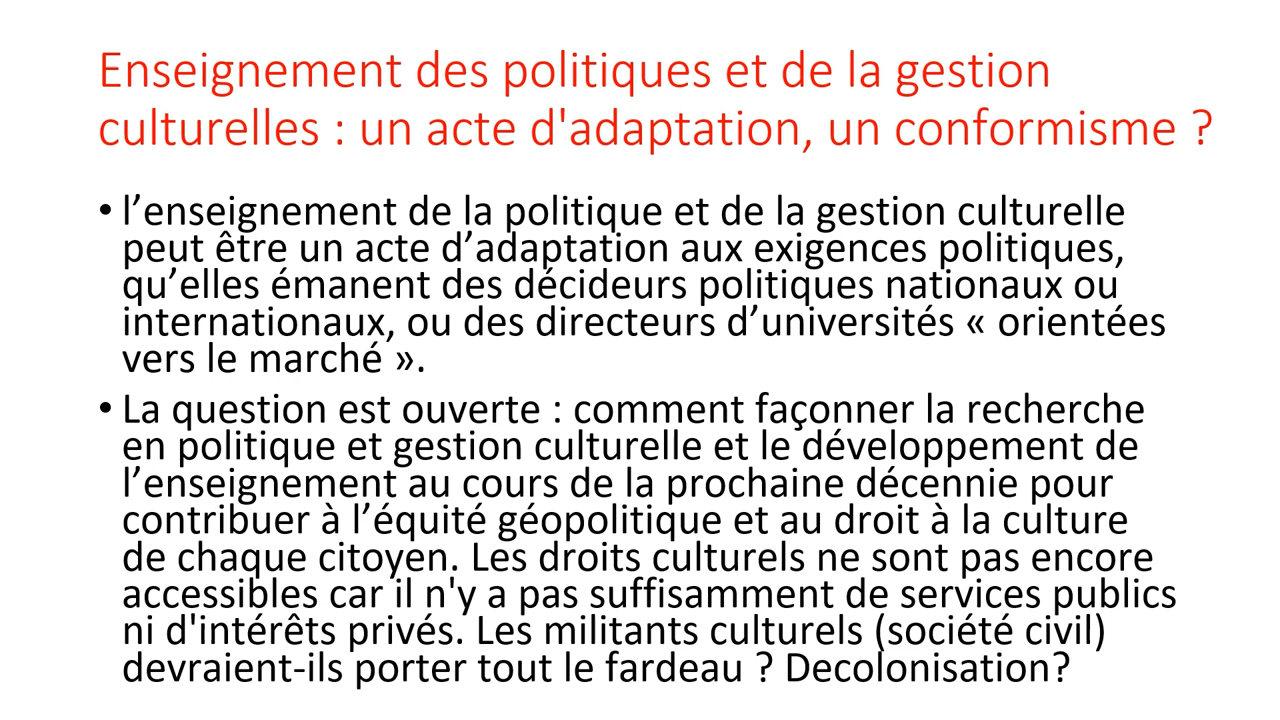 Enseignement des politiques et de la gestion
culturelles : un acte d'adaptation, un conformisme ?
• l’enseignement de la politique et de la gestion culturelle
peut être un acte d’adaptation aux exigences politiques,
qu’elles émanent des décideurs politiques nationaux ou
internationaux, ou des directeurs d’universités « orientées
vers le marché ».
• La question est ouverte : comment façonner la recherche
en politique et gestion culturelle et le développement de
l’enseignement au cours de la prochaine décennie pour
contribuer à l’équité géopolitique et au droit à la culture
de chaque citoyen. Les droits culturels ne sont pas encore
accessibles car il n'y a pas suffisamment de services publics
ni d'intérêts privés. Les militants culturels (société civil)
devraient-ils porter tout le fardeau ? Decolonisation?